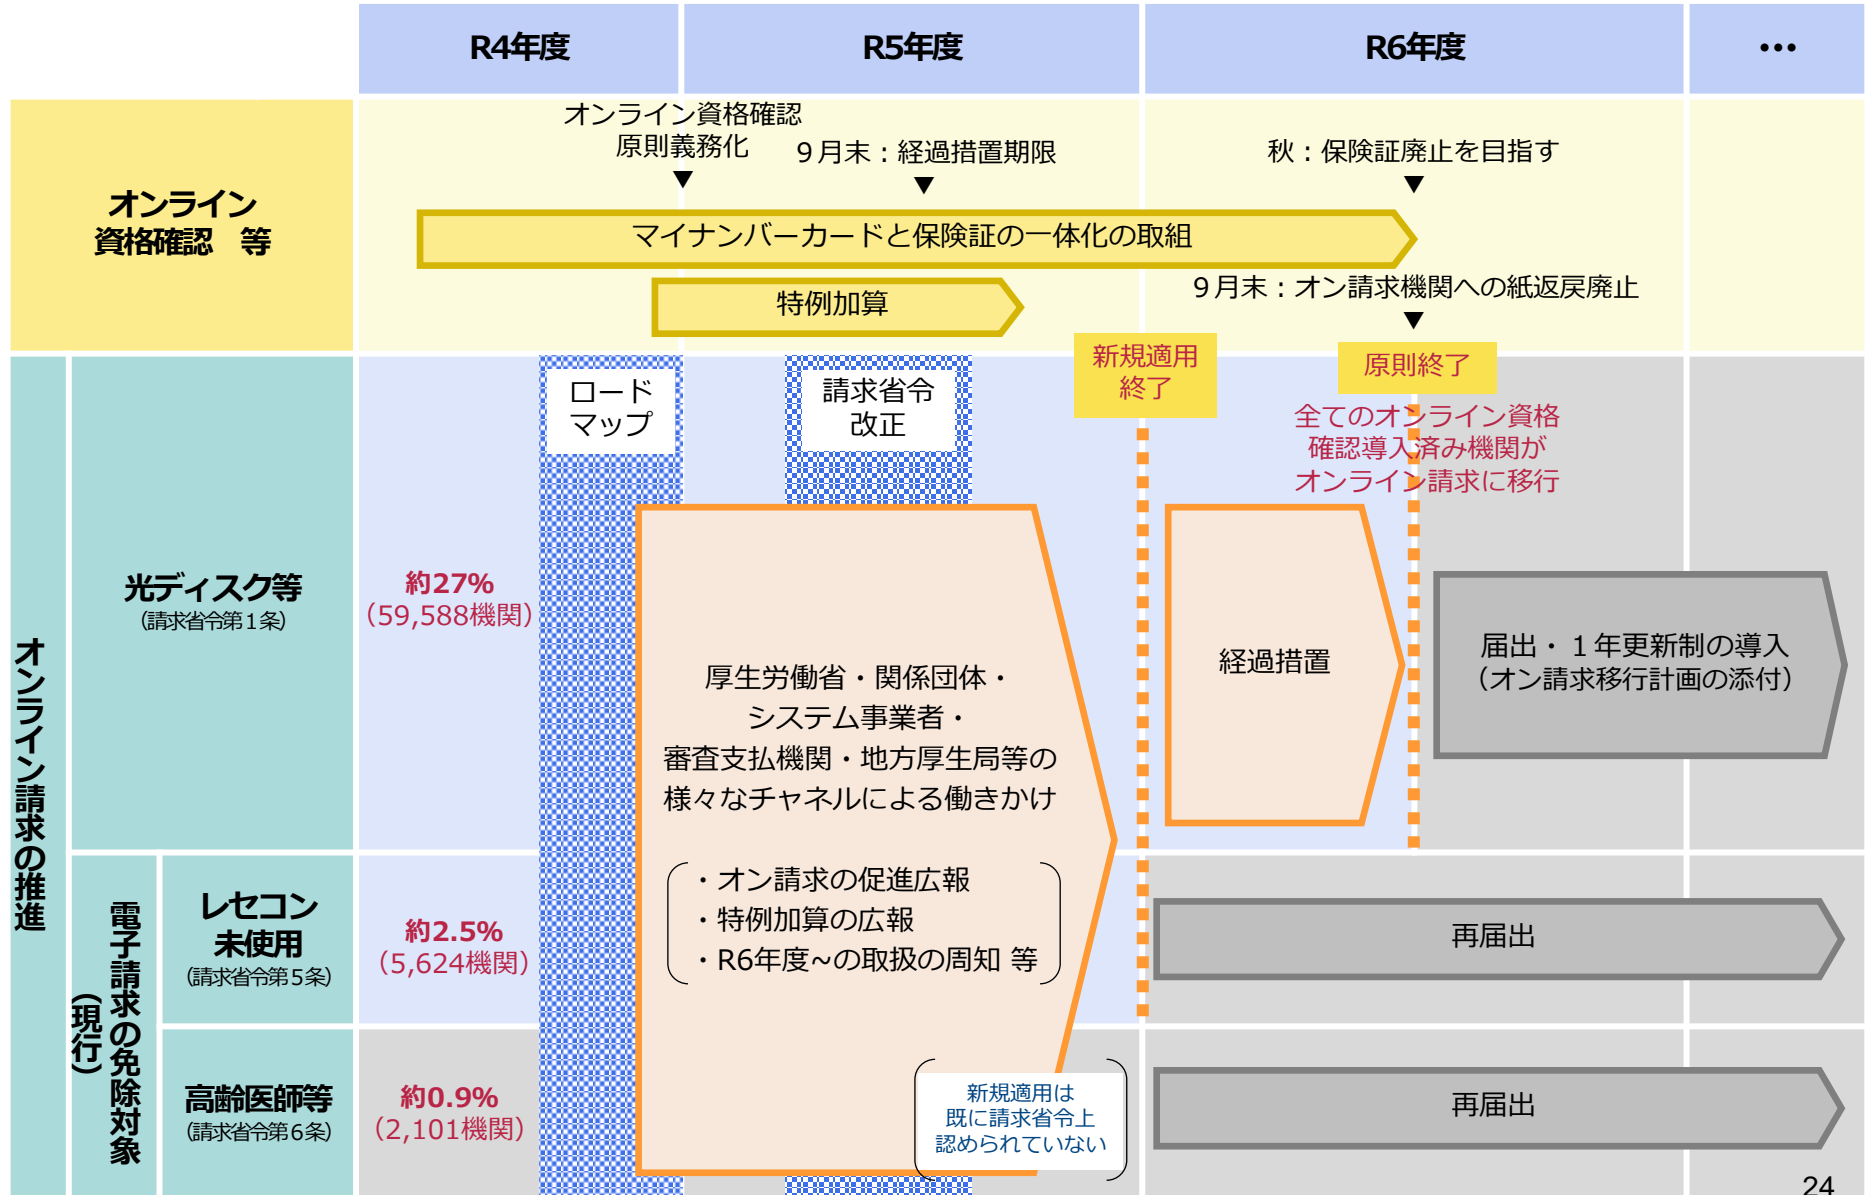 R4年度
R5年度
R6年度
…
オンライン資格確認
原則義務化
９月末：経過措置期限
秋：保険証廃止を目指す
オンライン
資格確認　等
マイナンバーカードと保険証の一体化の取組
特例加算
９月末：オン請求機関への紙返戻廃止
新規適用
終了
原則終了
全てのオンライン資格
確認導入済み機関が
オンライン請求に移行
ロード
マップ
請求省令
改正
オンライン請求の推進
光ディスク等
（請求省令第１条）
約27%
（59,588機関）
厚生労働省・関係団体・
システム事業者・
審査支払機関・地方厚生局等の
様々なチャネルによる働きかけ
・オン請求の促進広報
・特例加算の広報
・R6年度~の取扱の周知 等
経過措置
届出・１年更新制の導入
（オン請求移行計画の添付）
電子請求の免除対象
（現行）
レセコン
未使用
（請求省令第５条）
約2.5%
（5,624機関）
再届出
高齢医師等
（請求省令第６条）
約0.9%
（2,101機関）
新規適用は
既に請求省令上
認められていない
再届出
24